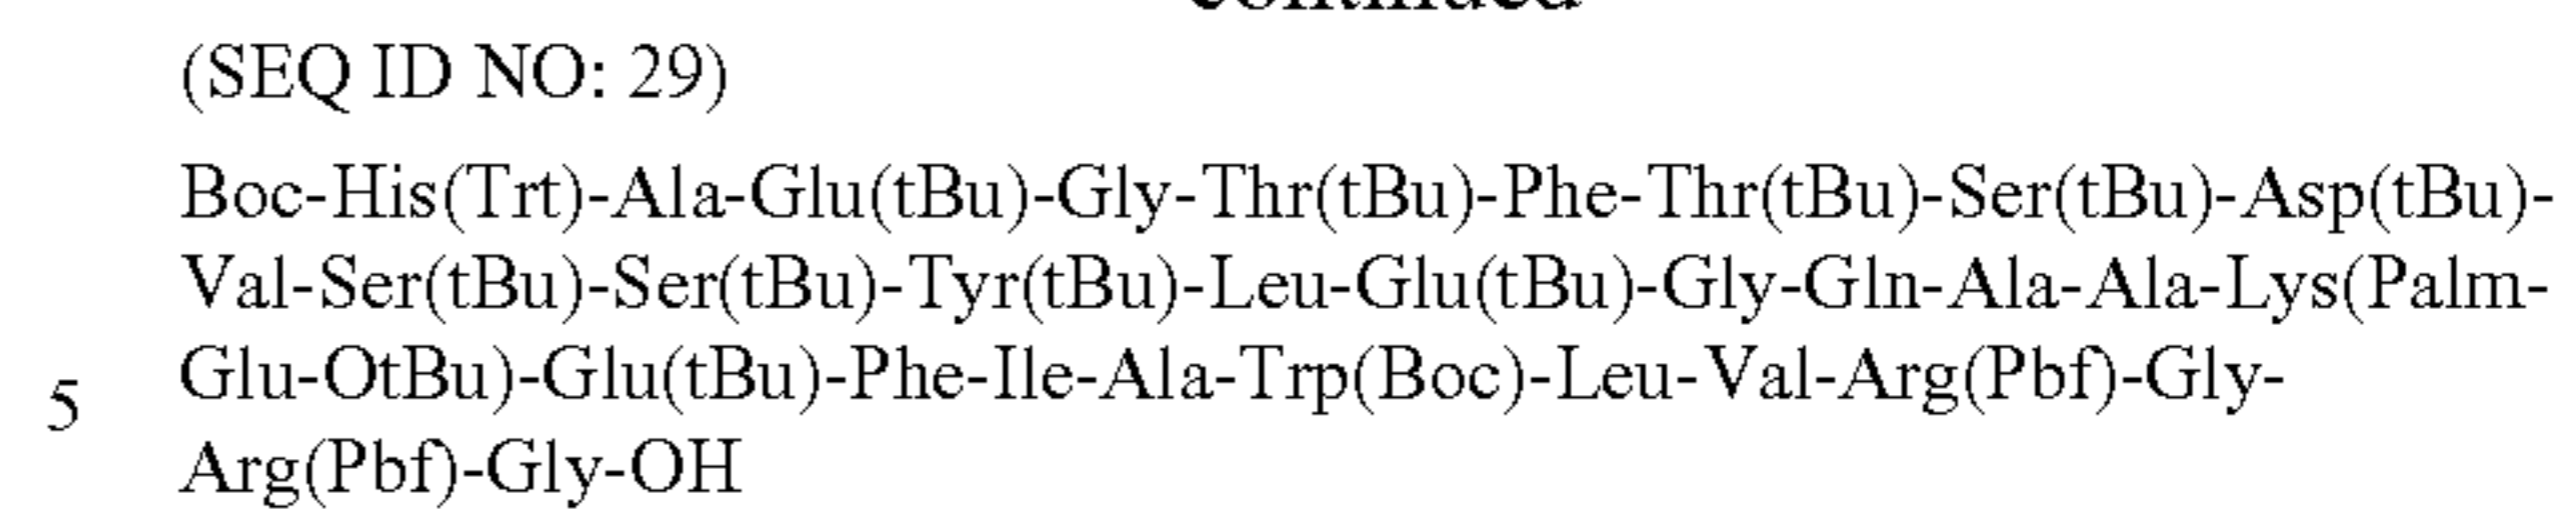 (SEQ ID NO: 29)
Boc-His(Trt)-Ala-Glu(tBu)-Gly-Thr(tBu)-Phe-Thr(tBu)-Ser(tBu)-Asp(tBu)-
Val-Ser(tBu)-Ser(tBu)-Tyr(tBu)-Leu-Glu(tBu)-Gly-Gln-Ala-Ala-Lys(Palm-
Glu-OtBu)-Glu(tBu)-Phe-Ile-Ala-Trp(Boc)-Leu-Val-Arg(Pbf)-Gly-
5
Arg(Pbf)-Gly-OH